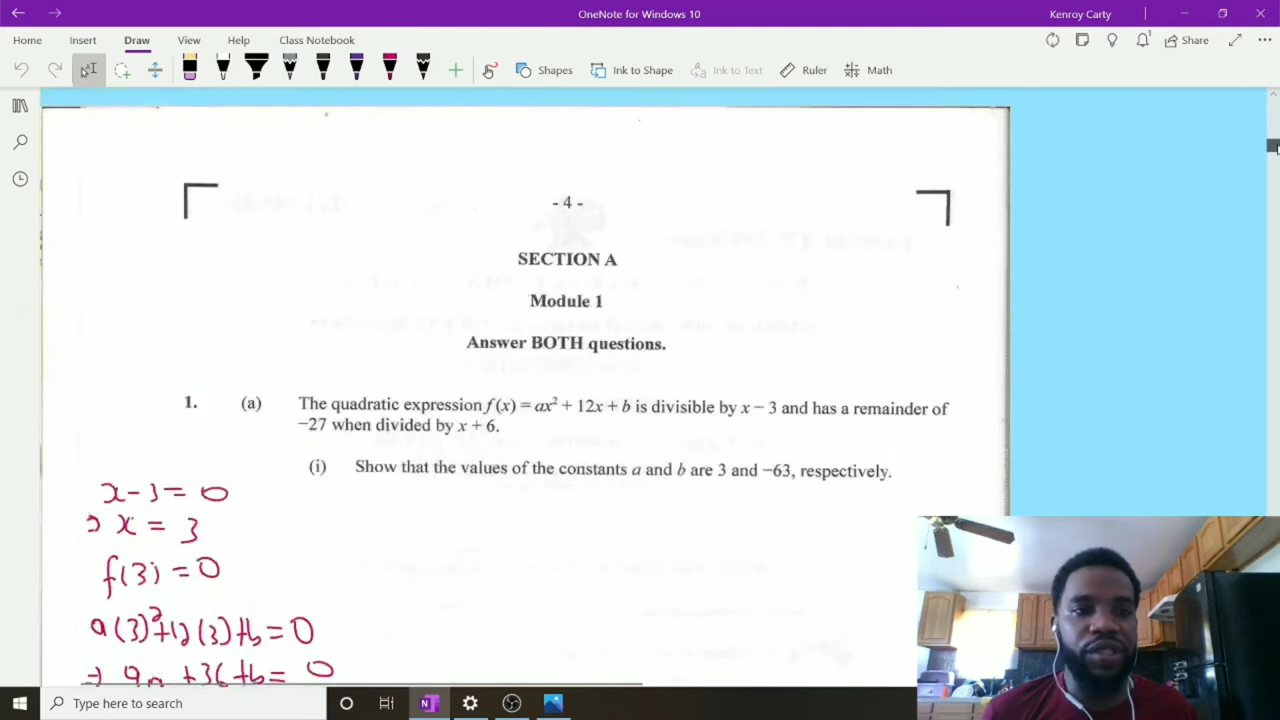 OneNote for Windows 10
Kenroy Carty
Home Insert Draw View Help Class Notebook
Share
Shapes Ink to Shape Ink to Text Ruler Math
- 4 -
SECTION A
Module 1
Answer BOTH questions.
1. (a) The quadratic expression f(x) = ax² + 12x + b is divisible by x − 3 and has a remainder of
−27 when divided by x + 6.
(i) Show that the values of the constants a and b are 3 and −63, respectively.
x-3=0
⇒ x = 3
f(3) = 0
a(3)²+12(3)+b=0
⇒ 9a +36+b= 0
Type here to search